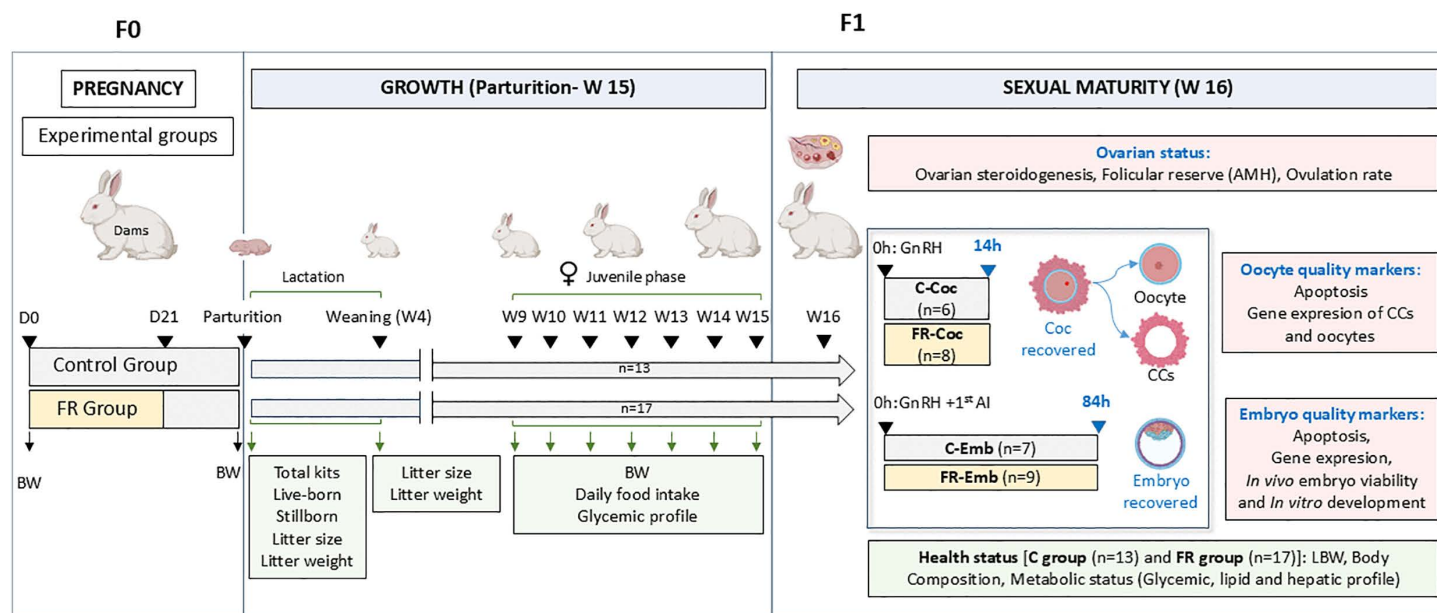 F0
F1
PREGNANCY
GROWTH (Parturition- W 15)
SEXUAL MATURITY (W 16)
Experimental groups
Dams
Lactation
♀ Juvenile phase
D0
D21
Parturition
Weaning (W4)
W9
W10
W11
W12
W13
W14
W15
W16
Control Group
n=13
FR Group
n=17
BW
BW
Total kits
Live-born
Stillborn
Litter size
Litter weight
Litter size
Litter weight
BW
Daily food intake
Glycemic profile
Ovarian status:
Ovarian steroidogenesis, Folicular reserve (AMH), Ovulation rate
0h: GnRH
14h
C-Coc
(n=6)
FR-Coc
(n=8)
Coc
recovered
Oocyte
CCs
Oocyte quality markers:
Apoptosis
Gene expresion of CCs
and oocytes
0h: GnRH +1st AI
84h
C-Emb (n=7)
FR-Emb (n=9)
Embryo
recovered
Embryo quality markers:
Apoptosis,
Gene expresion,
In vivo embryo viability
and In vitro development
Health status [C group (n=13) and FR group (n=17)]: LBW, Body
Composition, Metabolic status (Glycemic, lipid and hepatic profile)